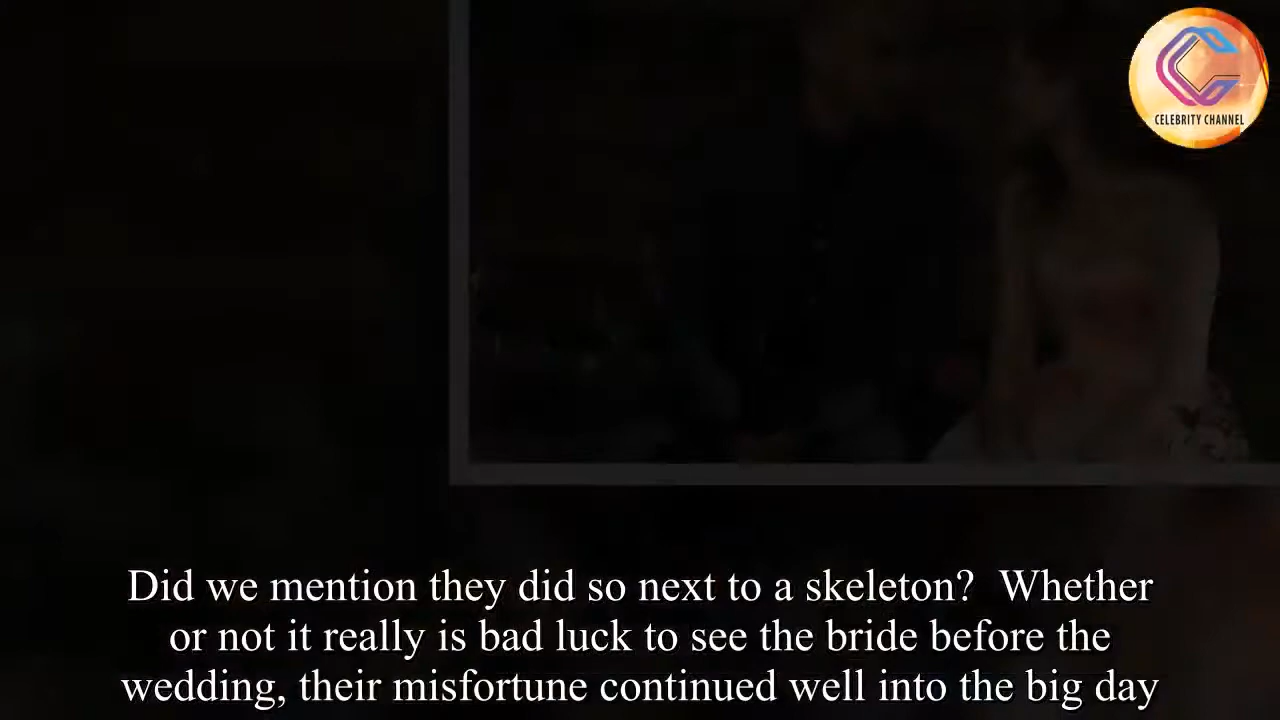 CELEBRITY CHANNEL
Did we mention they did so next to a skeleton?  Whether
or not it really is bad luck to see the bride before the
wedding, their misfortune continued well into the big day